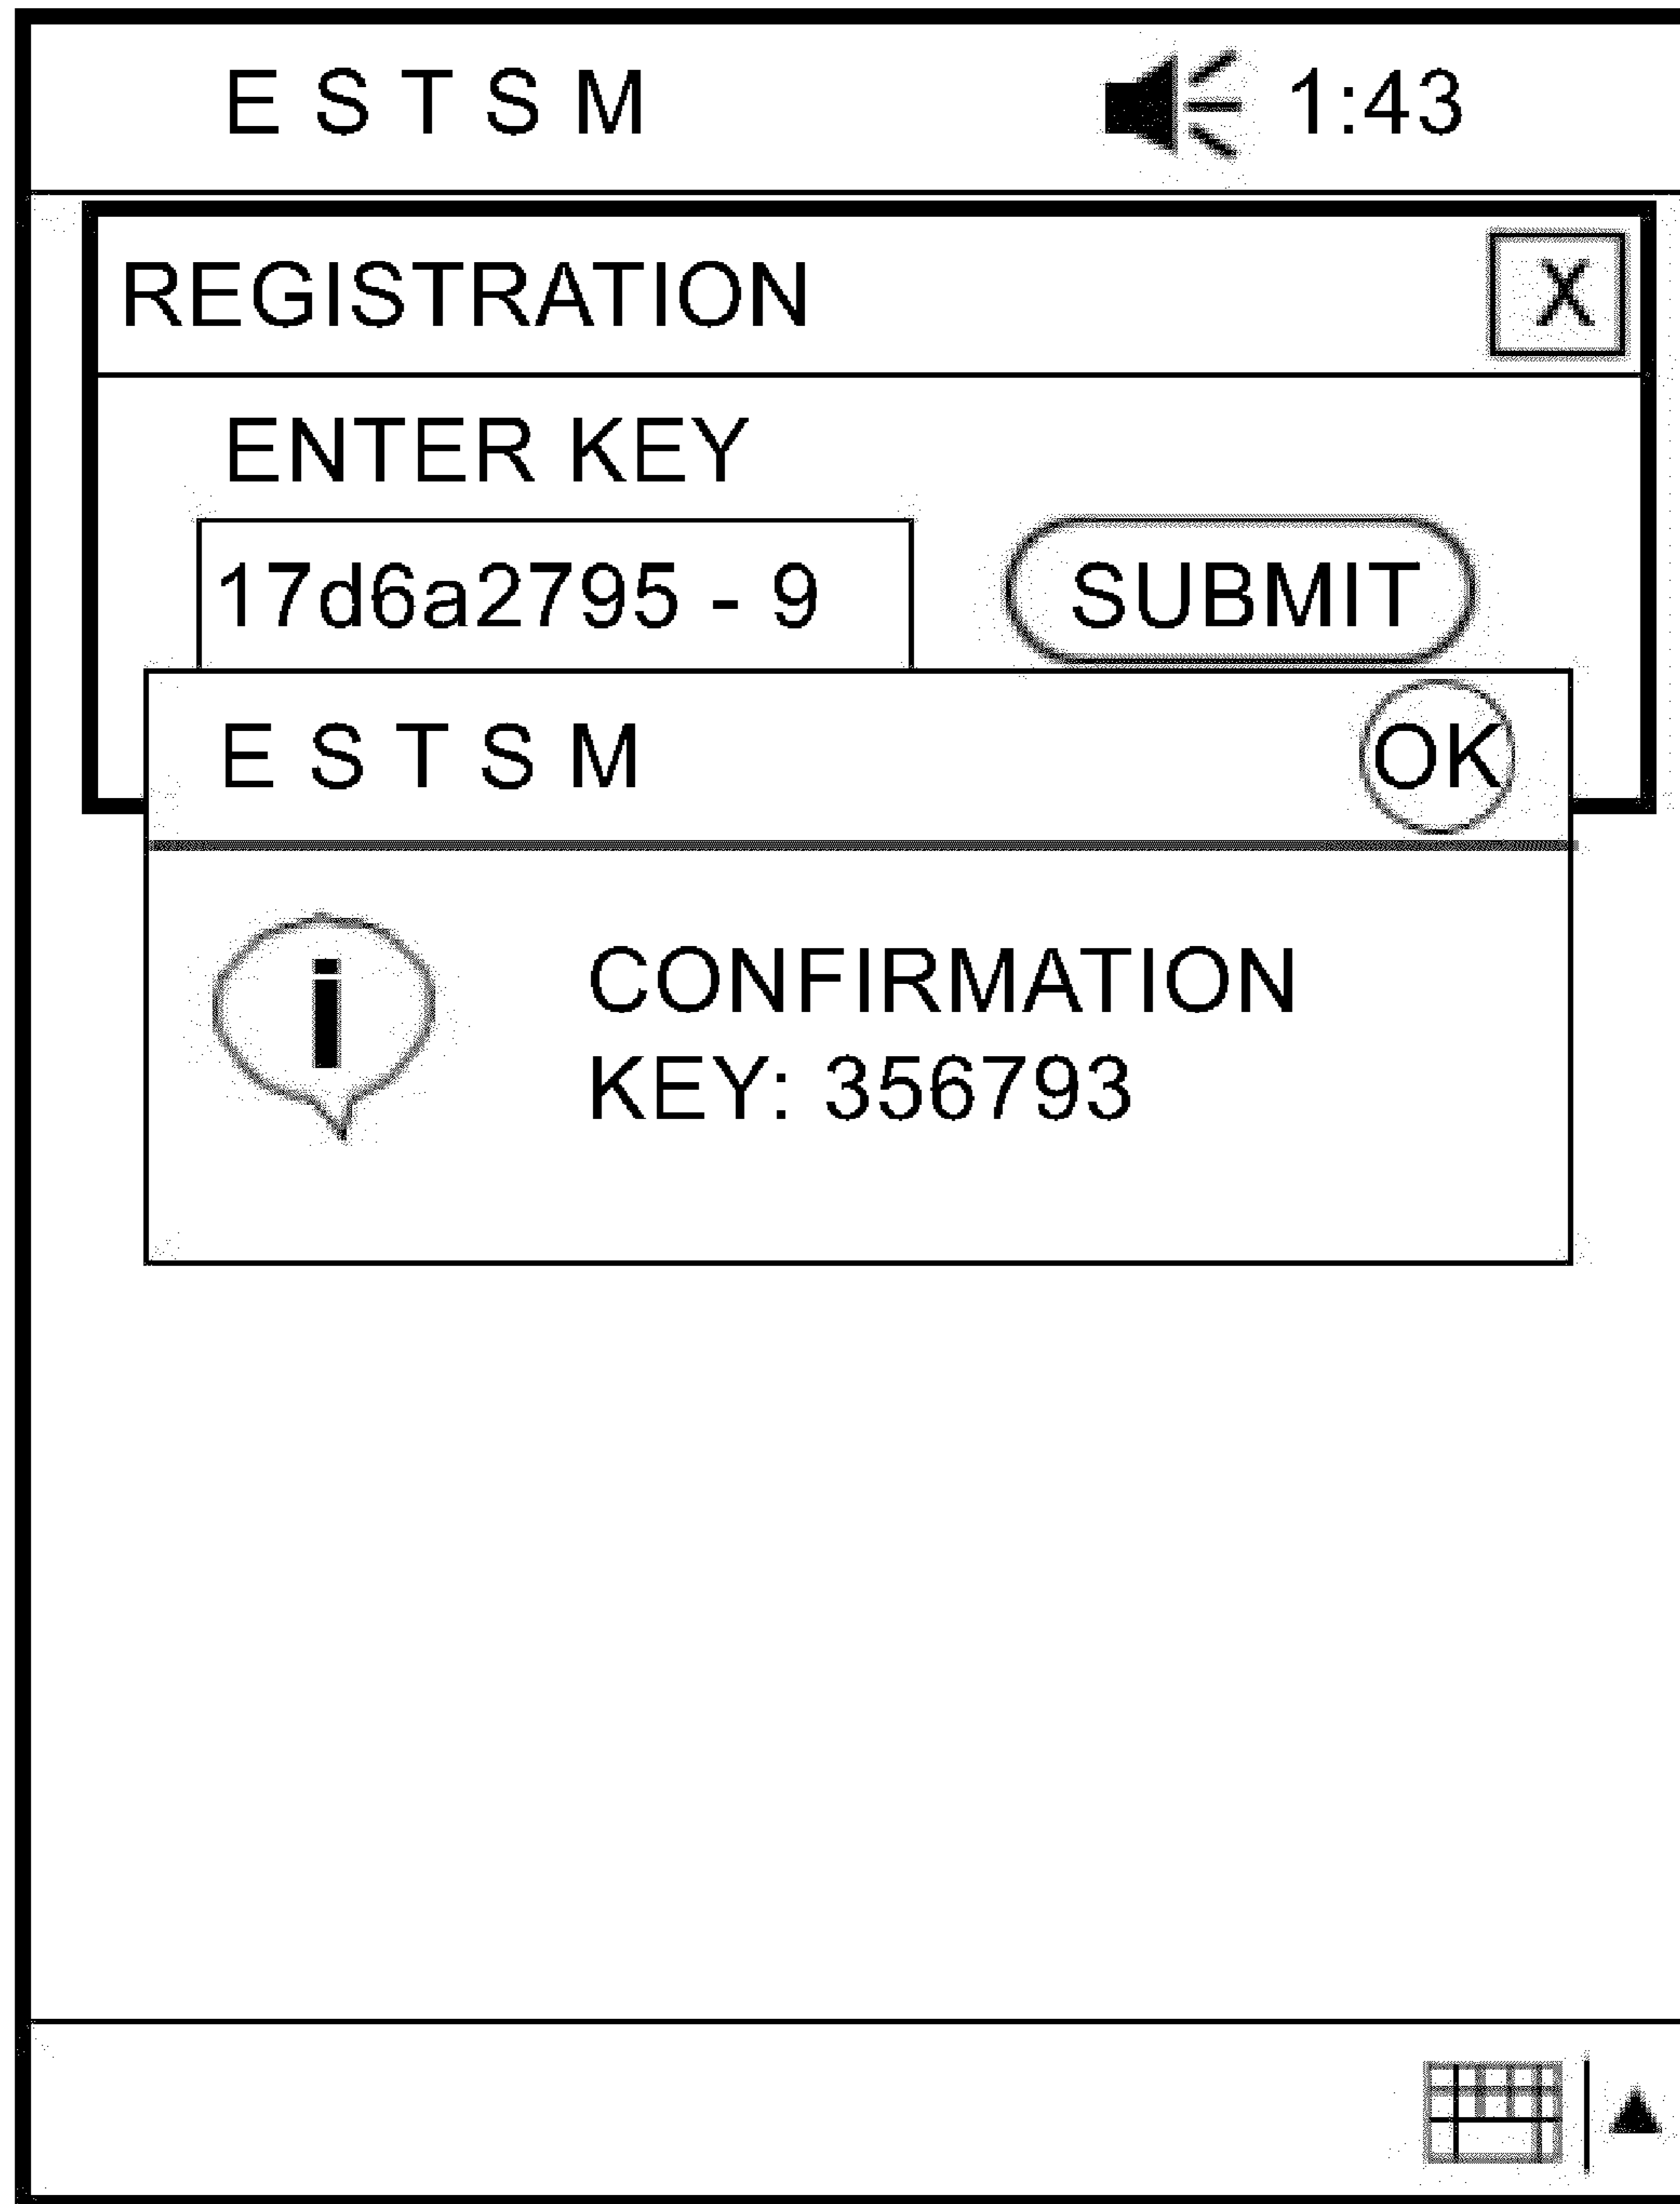 E S T S M 1:43
REGISTRATION X
ENTER KEY
17d6a2795 - 9 SUBMIT
E S T S M OK
i
CONFIRMATION
KEY: 356793